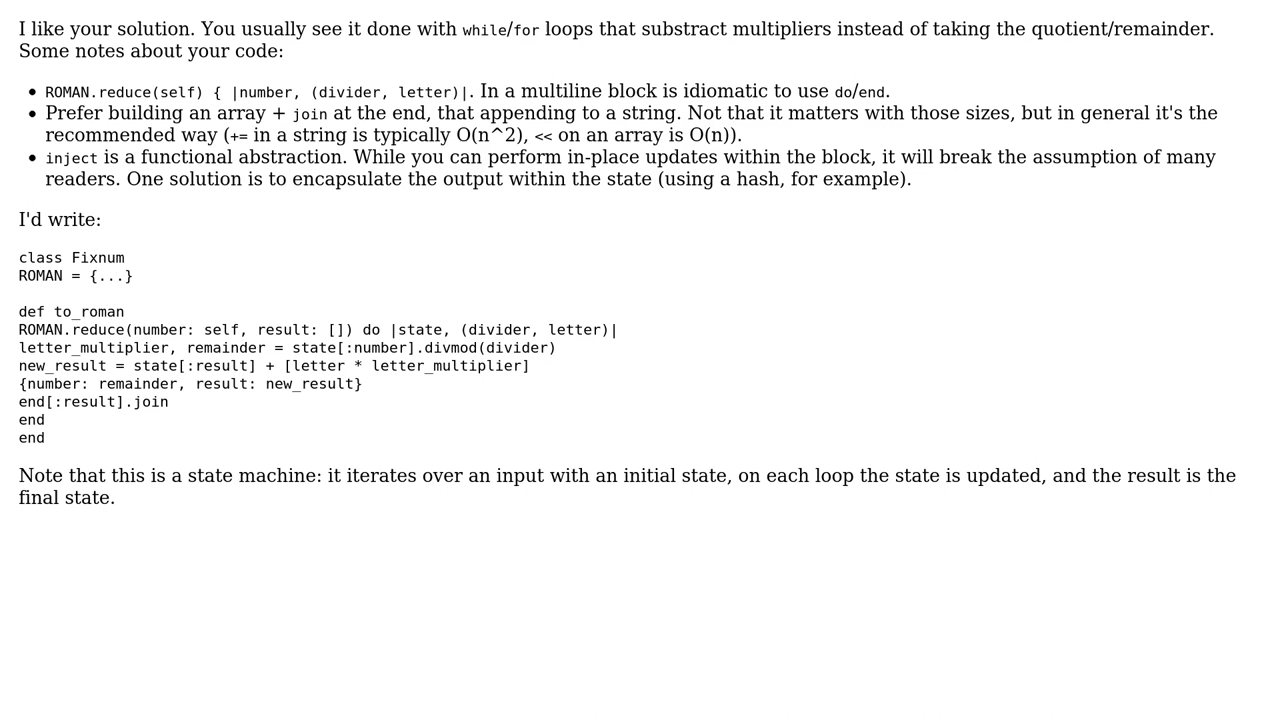 I like your solution. You usually see it done with while/for loops that substract multipliers instead of taking the quotient/remainder.
Some notes about your code:
• ROMAN.reduce(self) { |number, (divider, letter)|. In a multiline block is idiomatic to use do/end.
• Prefer building an array + join at the end, that appending to a string. Not that it matters with those sizes, but in general it's the
recommended way (+= in a string is typically O(n^2), << on an array is O(n)).
• inject is a functional abstraction. While you can perform in-place updates within the block, it will break the assumption of many
readers. One solution is to encapsulate the output within the state (using a hash, for example).
I'd write:
class Fixnum
ROMAN = {...}
def to_roman
ROMAN.reduce(number: self, result: []) do |state, (divider, letter)|
letter_multiplier, remainder = state[:number].divmod(divider)
new_result = state[:result] + [letter * letter_multiplier]
{number: remainder, result: new_result}
end[:result].join
end
end
Note that this is a state machine: it iterates over an input with an initial state, on each loop the state is updated, and the result is the
final state.